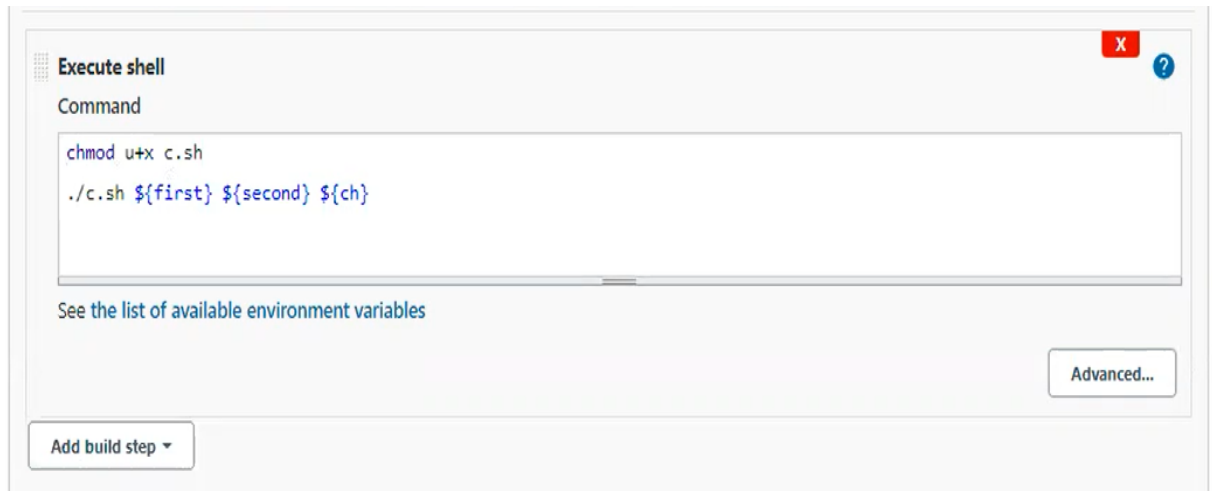 X
Execute shell
?
Command
chmod u+x c.sh
./c.sh ${first} ${second} ${ch}
See the list of available environment variables
Advanced...
Add build step